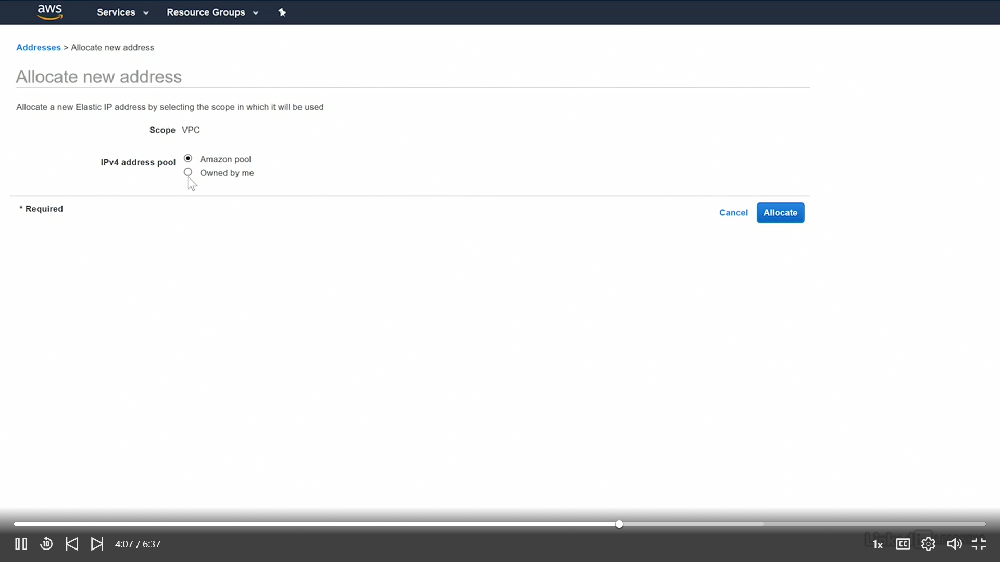 aws Services Resource Groups
Addresses > Allocate new address
Allocate new address
Allocate a new Elastic IP address by selecting the scope in which it will be used
Scope VPC
IPv4 address pool
Amazon pool
Owned by me
* Required
Cancel Allocate
10 4:07 / 6:37 1x CC